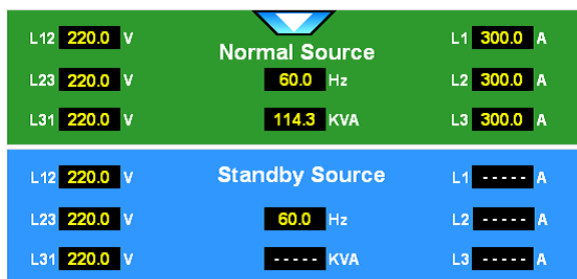 L12 220.0 V L1 300.0 A
Normal Source
L23 220.0 V 60.0 Hz L2 300.0 A
L31 220.0 V 114.3 KVA L3 300.0 A
L12 220.0 V Standby Source L1 ----- A
L23 220.0 V 60.0 Hz L2 ----- A
L31 220.0 V ----- KVA L3 ----- A